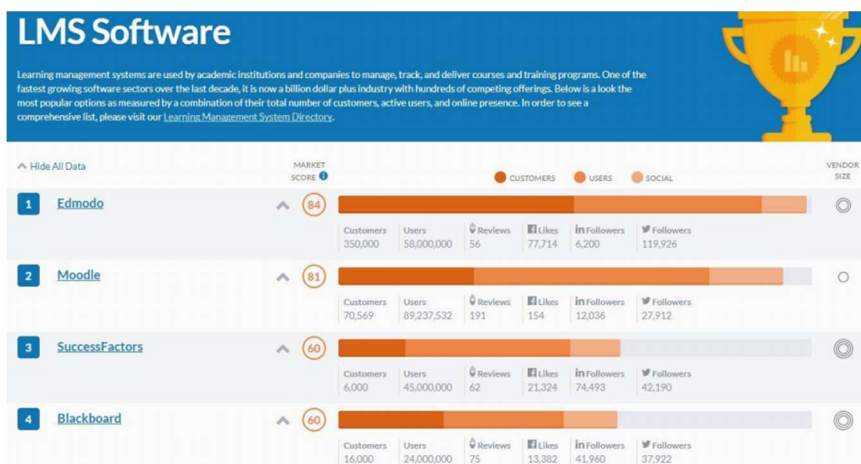 LMS Software
Learning management systems are used by academic institutions and companies to manage, track, and deliver courses and training programs. One of the
fastest growing software sectors over the last decade, it is now a billion dollar plus industry with hundreds of competing offerings. Below is a look the
most popular options as measured by a combination of their total number of customers, active users, and online presence. In order to see a
comprehensive list, please visit our Learning Management System Directory.
Hide All Data MARKET SCORE CUSTOMERS USERS SOCIAL VENDOR SIZE
1 Edmodo 84
Customers Users Reviews Likes Followers Followers
350,000 58,000,000 56 77,714 6,200 119,926
2 Moodle 81
Customers Users Reviews Likes Followers Followers
70,569 89,237,532 191 154 12,036 27,912
3 SuccessFactors 60
Customers Users Reviews Likes Followers Followers
6,000 45,000,000 62 21,324 74,493 42,190
4 Blackboard 60
Customers Users Reviews Likes Followers Followers
16,000 24,000,000 75 13,382 41,960 37,922